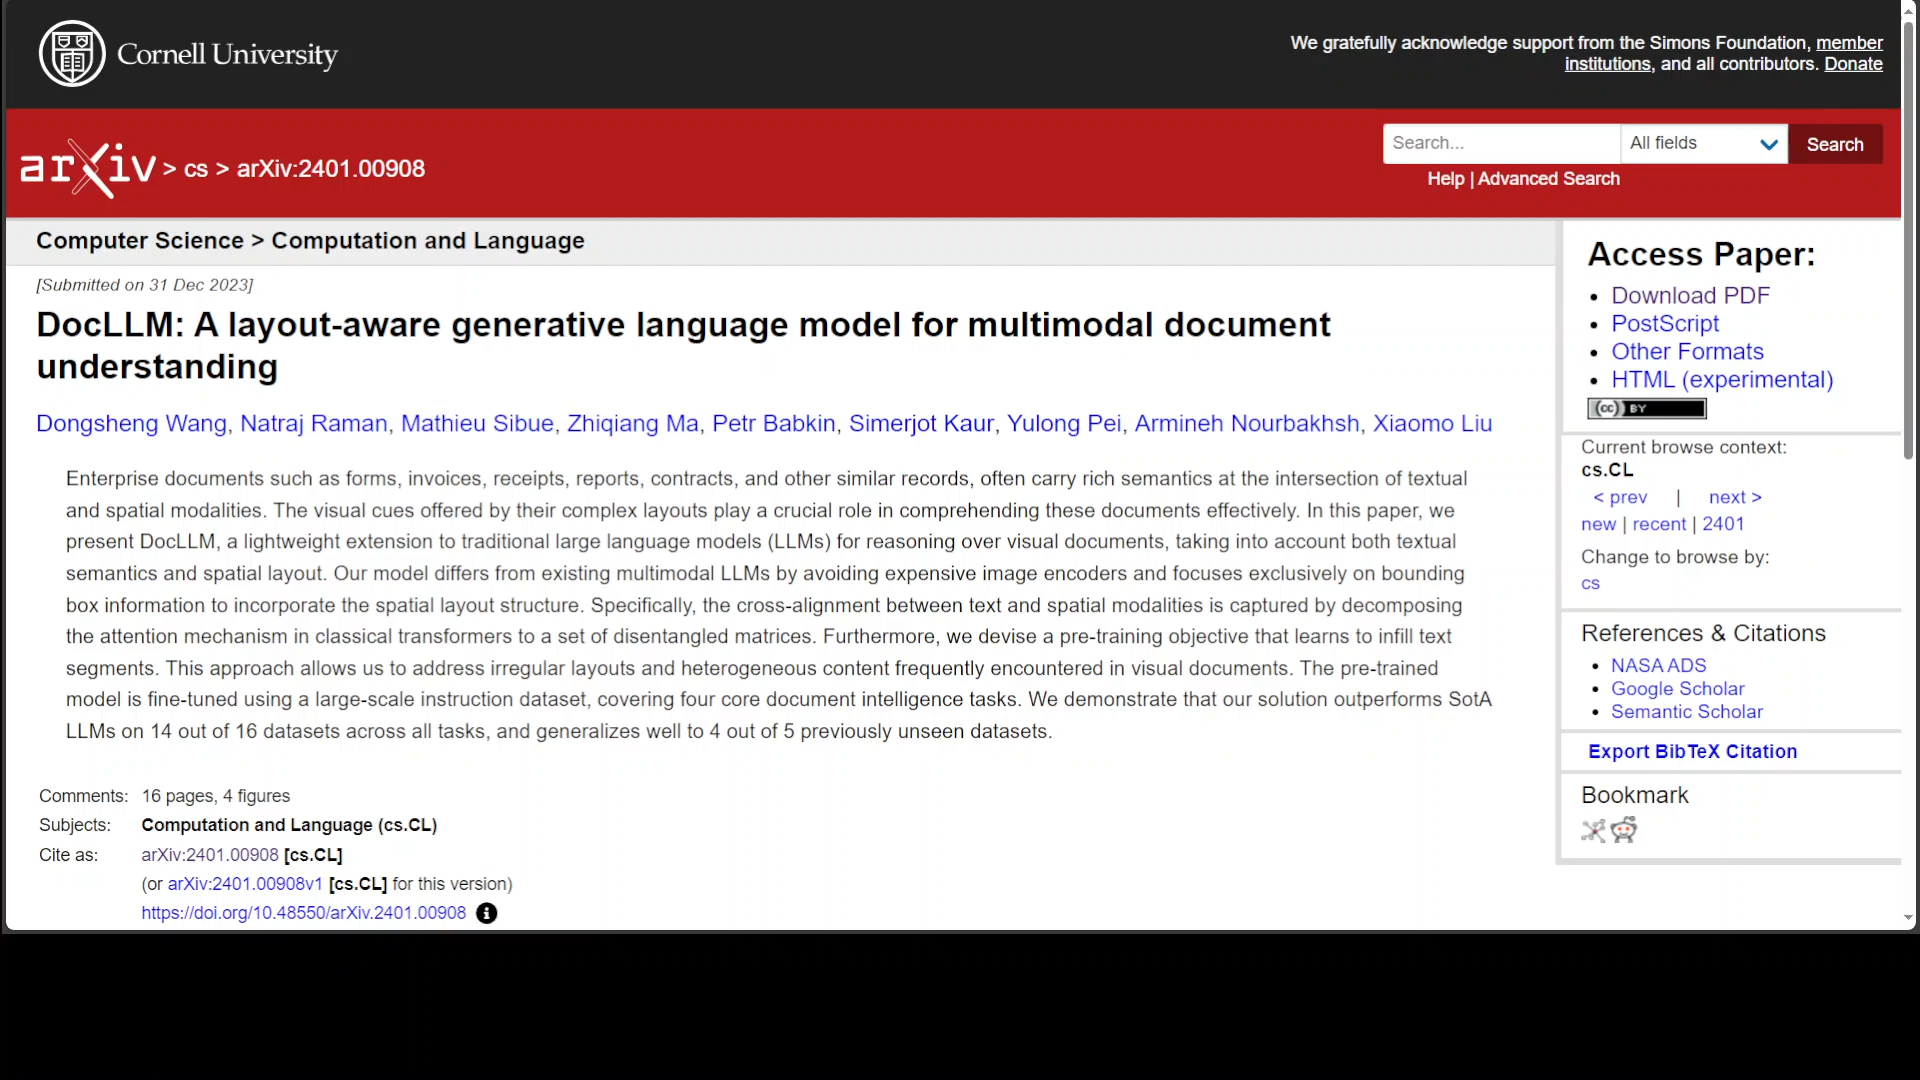 Cornell University
We gratefully acknowledge support from the Simons Foundation, member
institutions, and all contributors. Donate
arXiv > cs > arXiv:2401.00908
Search...
All fields
Search
Help | Advanced Search
Computer Science > Computation and Language
[Submitted on 31 Dec 2023]
DocLLM: A layout-aware generative language model for multimodal document
understanding
Dongsheng Wang, Natraj Raman, Mathieu Sibue, Zhiqiang Ma, Petr Babkin, Simerjot Kaur, Yulong Pei, Armineh Nourbakhsh, Xiaomo Liu
Enterprise documents such as forms, invoices, receipts, reports, contracts, and other similar records, often carry rich semantics at the intersection of textual
and spatial modalities. The visual cues offered by their complex layouts play a crucial role in comprehending these documents effectively. In this paper, we
present DocLLM, a lightweight extension to traditional large language models (LLMs) for reasoning over visual documents, taking into account both textual
semantics and spatial layout. Our model differs from existing multimodal LLMs by avoiding expensive image encoders and focuses exclusively on bounding
box information to incorporate the spatial layout structure. Specifically, the cross-alignment between text and spatial modalities is captured by decomposing
the attention mechanism in classical transformers to a set of disentangled matrices. Furthermore, we devise a pre-training objective that learns to infill text
segments. This approach allows us to address irregular layouts and heterogeneous content frequently encountered in visual documents. The pre-trained
model is fine-tuned using a large-scale instruction dataset, covering four core document intelligence tasks. We demonstrate that our solution outperforms SotA
LLMs on 14 out of 16 datasets across all tasks, and generalizes well to 4 out of 5 previously unseen datasets.
Comments: 16 pages, 4 figures
Subjects: Computation and Language (cs.CL)
Cite as: arXiv:2401.00908 [cs.CL]
(or arXiv:2401.00908v1 [cs.CL] for this version)
https://doi.org/10.48550/arXiv.2401.00908
Access Paper:
Download PDF
PostScript
Other Formats
HTML (experimental)
(cc) BY
Current browse context:
cs.CL
< prev | next >
new | recent | 2401
Change to browse by:
cs
References & Citations
NASA ADS
Google Scholar
Semantic Scholar
Export BibTeX Citation
Bookmark